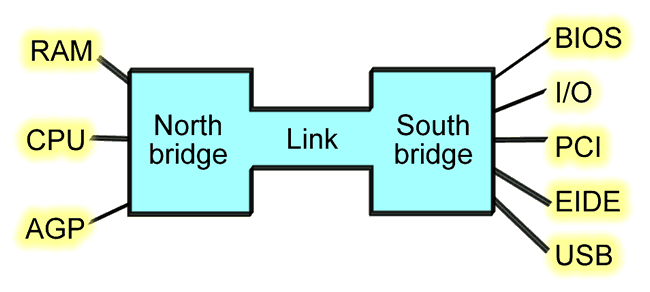 RAM
CPU
AGP
North
bridge
Link
South
bridge
BIOS
I/O
PCI
EIDE
USB